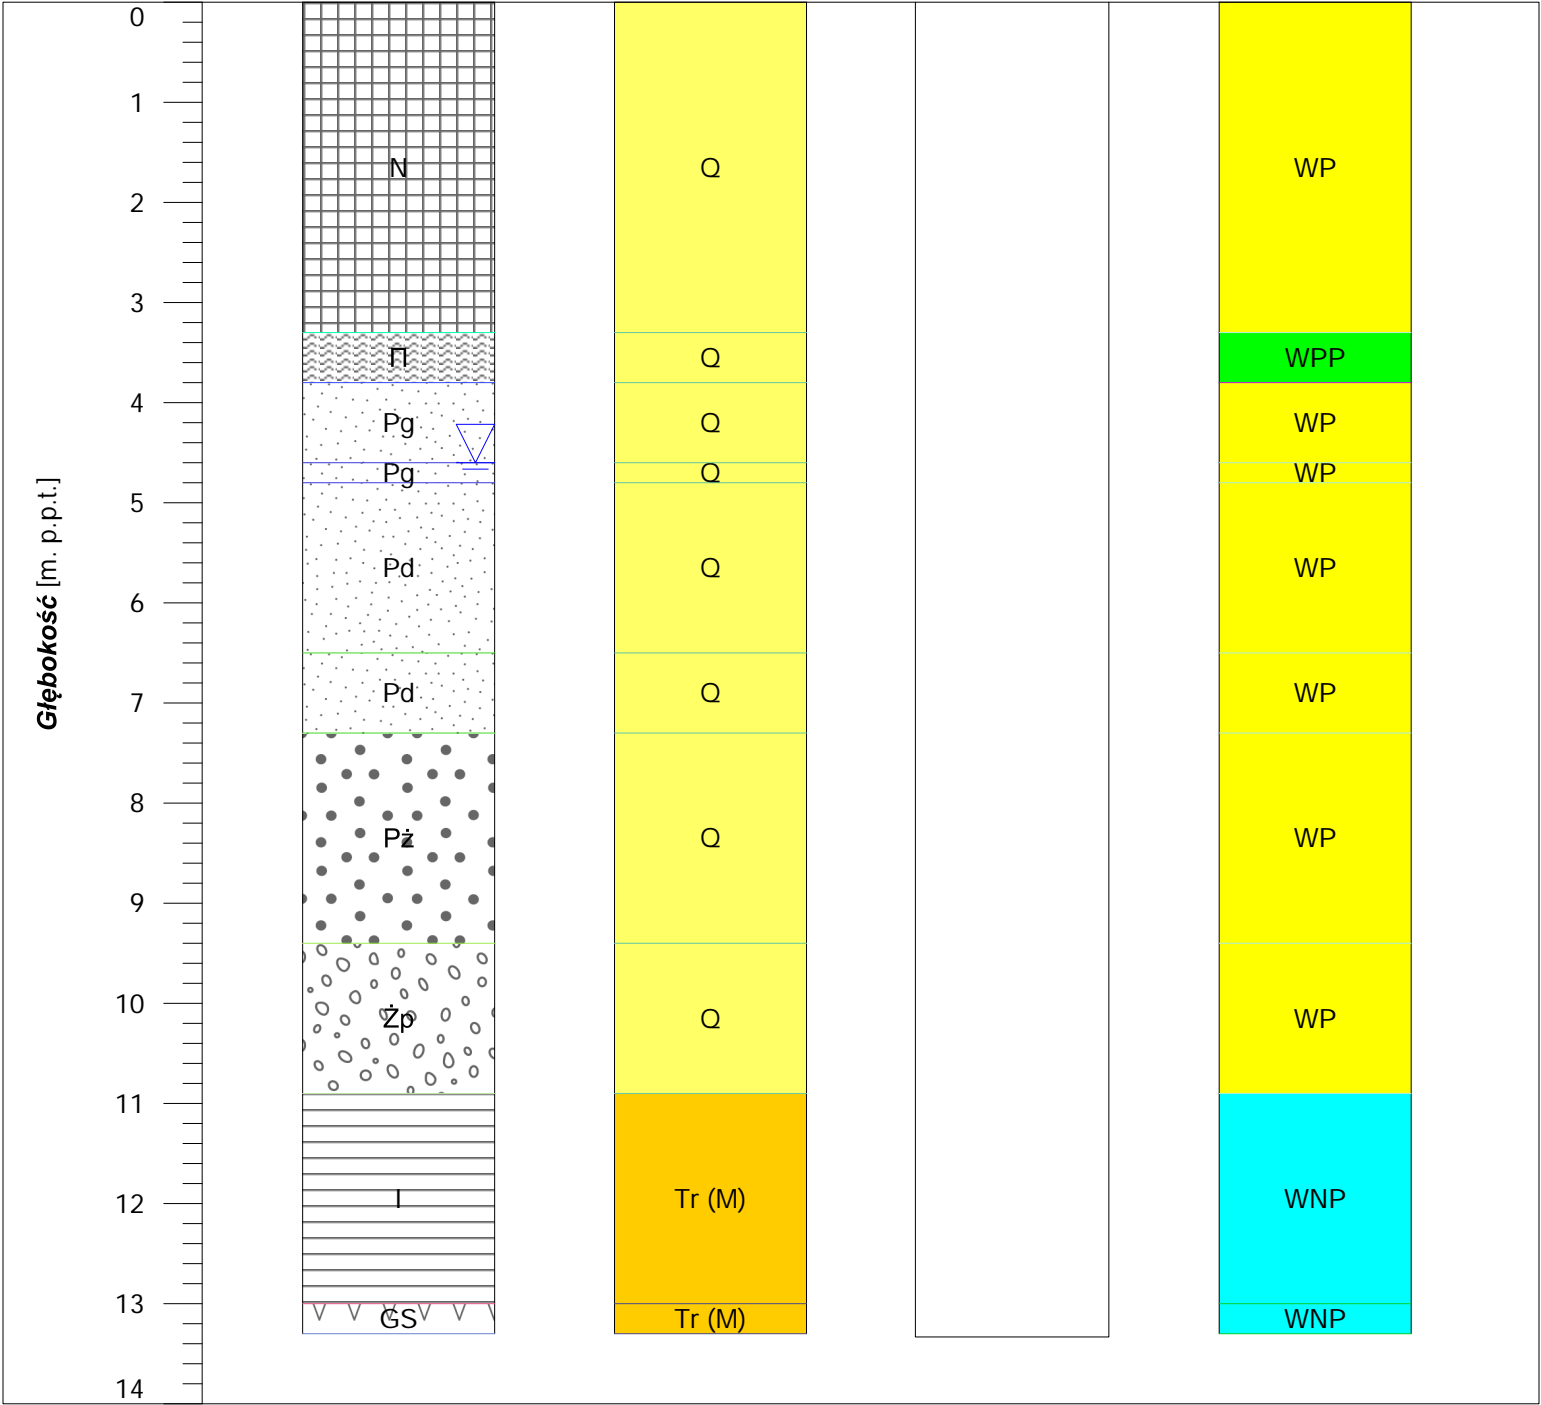 0
1
N Q WP
2
3
П Q WPP
4
Pg Q WP
Pg Q WP
Głębokość [m. p.p.t.]
5
Pd Q WP
6
Pd Q WP
7
8
Pż Q WP
9
10
Żp Q WP
11
I Tr (M) WNP
12
13
GS Tr (M) WNP
14